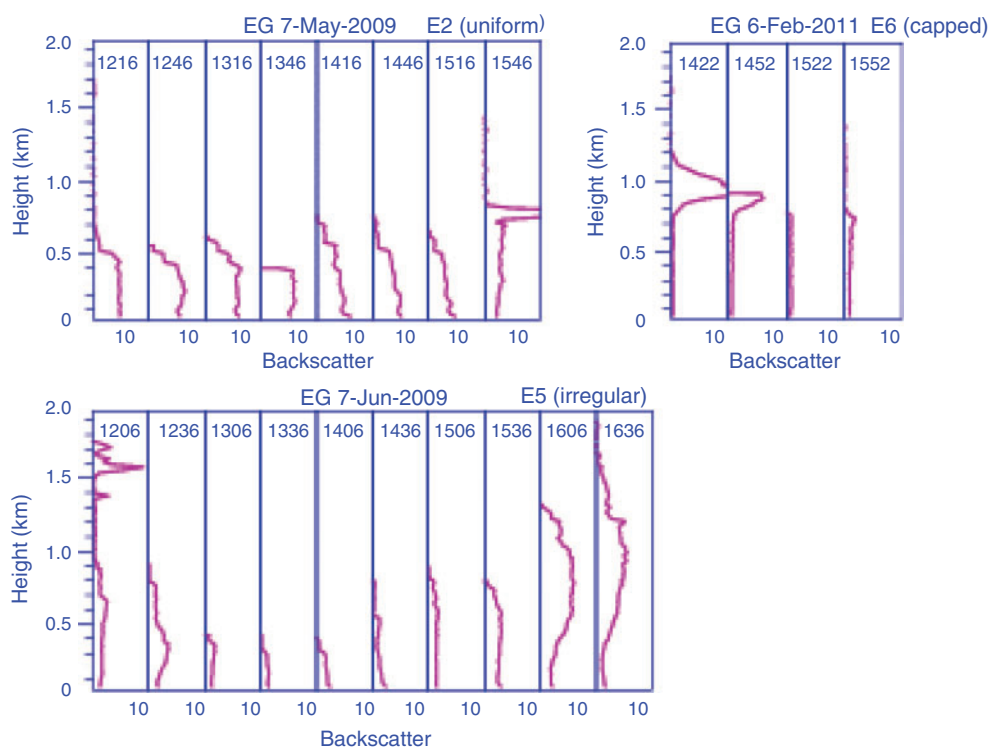 EG 7-May-2009 E2 (uniform)
2.0
1216 1246 1316 1346 1416 1446 1516 1546
1.5
1.0
0.5
0
Height (km)
10 10 10 10 10 10 10 10
Backscatter
EG 6-Feb-2011 E6 (capped)
2.0
1422 1452 1522 1552
1.5
1.0
0.5
0
Height (km)
10 10 10 10
Backscatter
EG 7-Jun-2009 E5 (irregular)
2.0
1206 1236 1306 1336 1406 1436 1506 1536 1606 1636
1.5
1.0
0.5
0
Height (km)
10 10 10 10 10 10 10 10 10 10
Backscatter